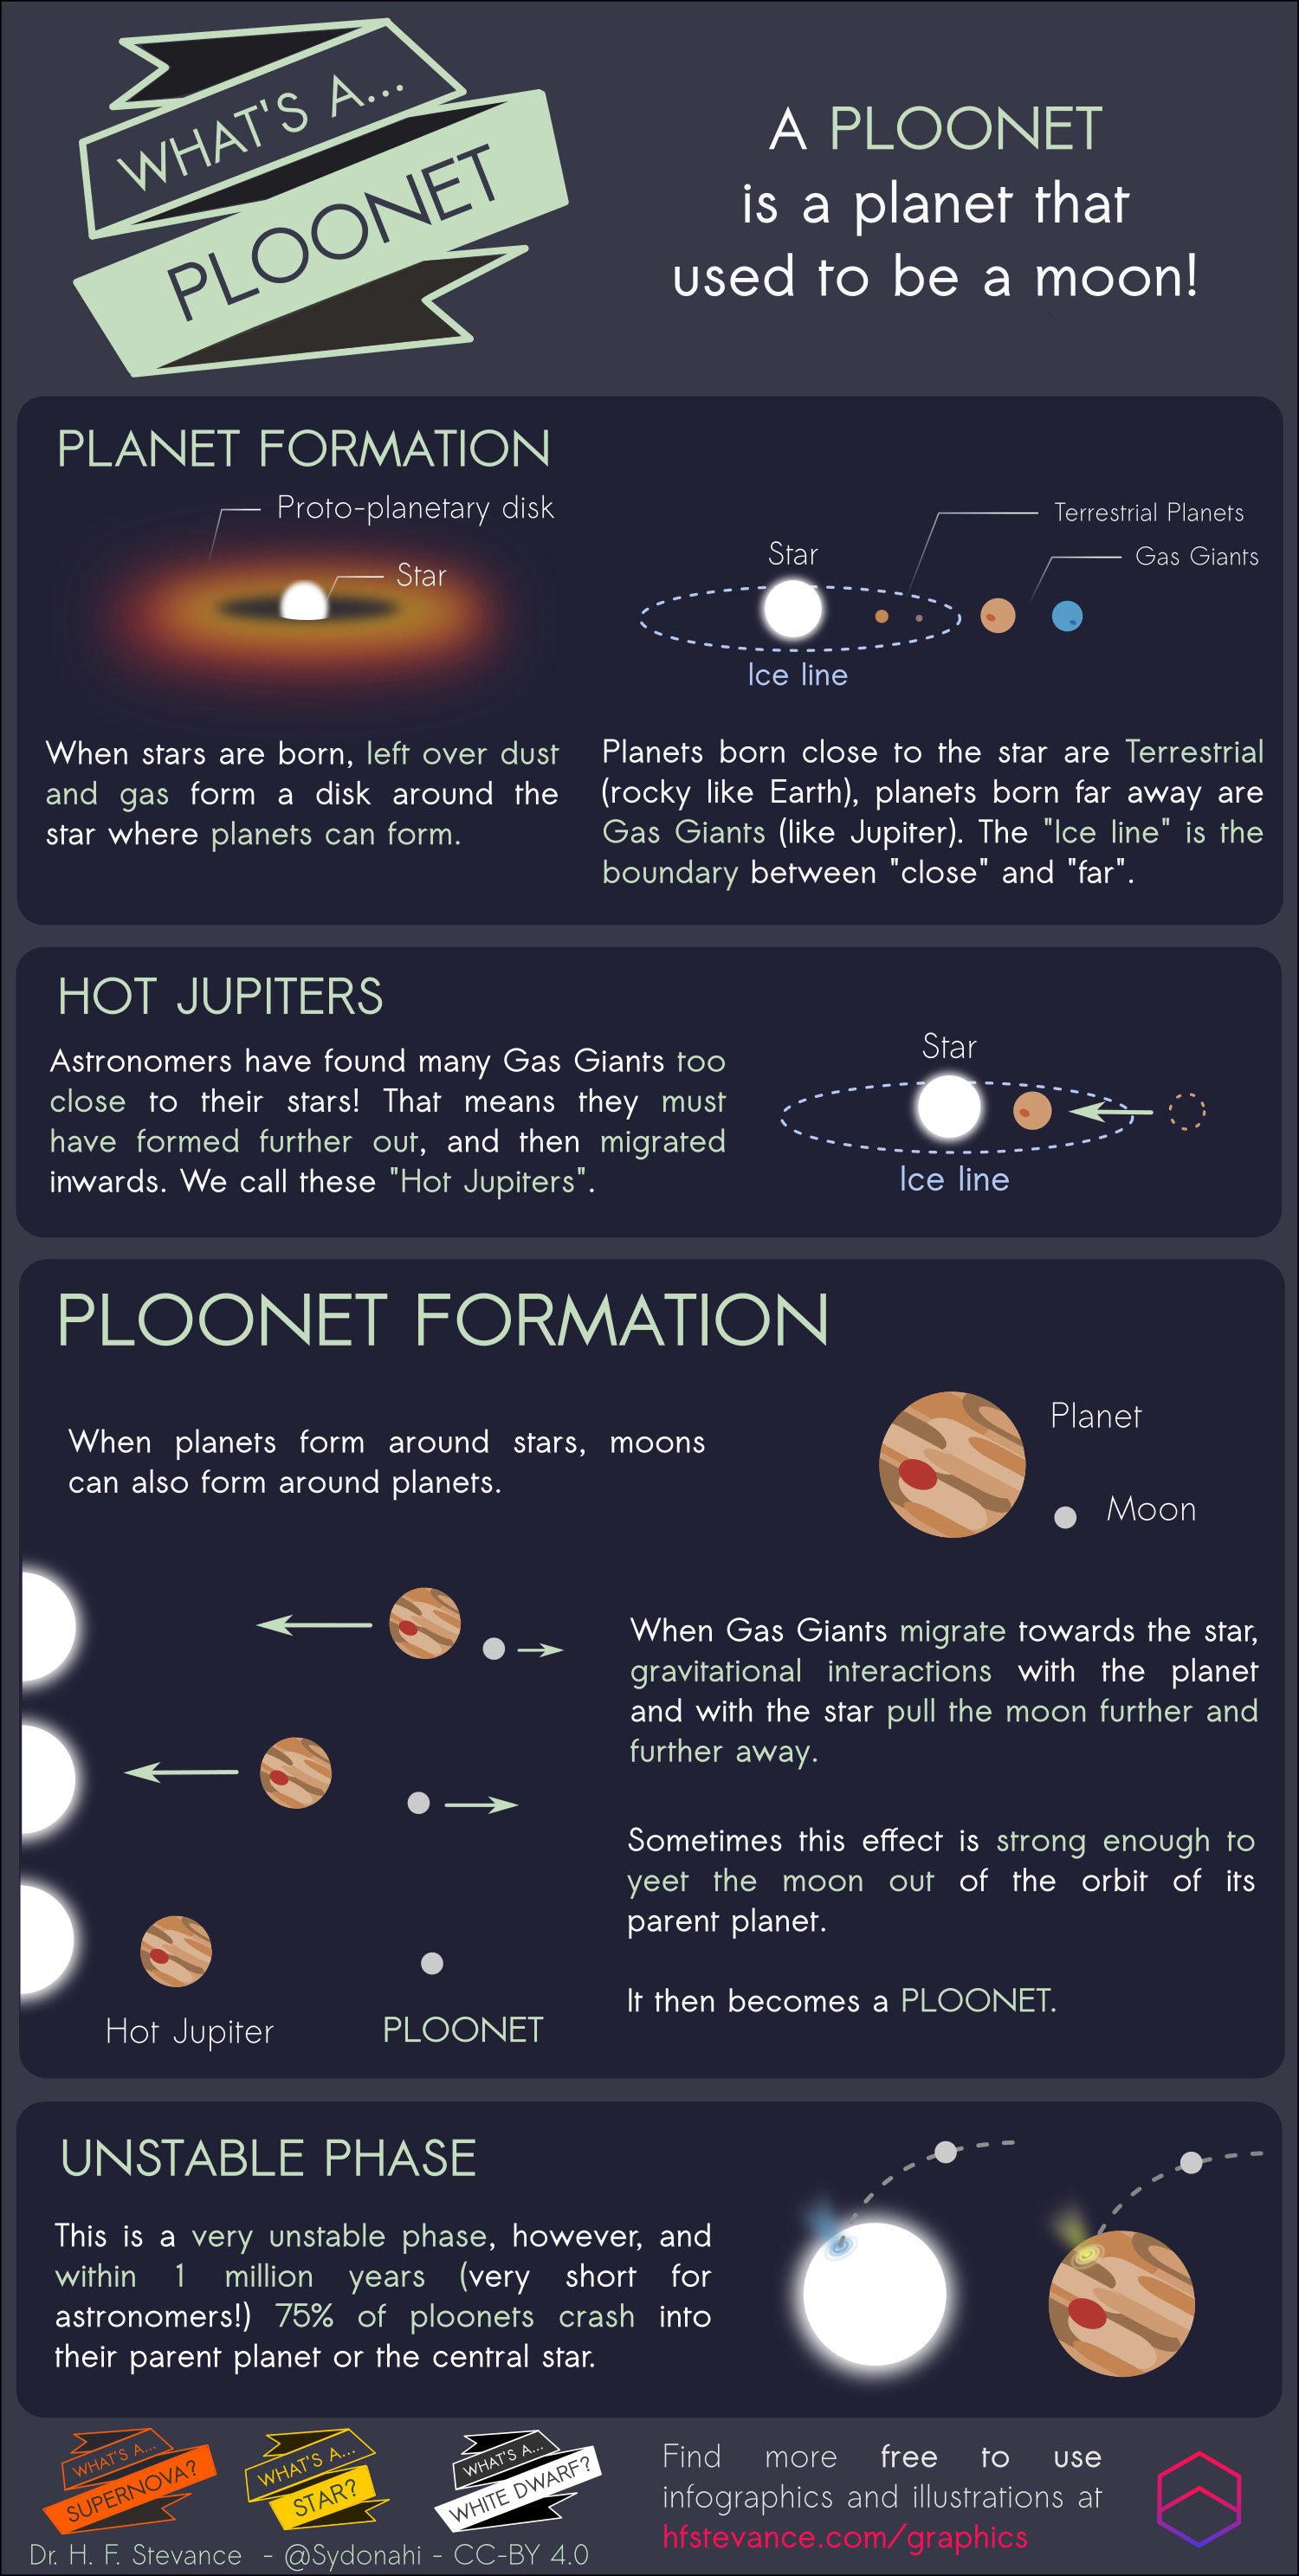 WHAT'S A...
PLOONET
A PLOONET
is a planet that
used to be a moon!
PLANET FORMATION
Proto-planetary disk
Star
Star
Terrestrial Planets
Gas Giants
Ice line
When stars are born, left over dust
and gas form a disk around the
star where planets can form.
Planets born close to the star are Terrestrial
(rocky like Earth), planets born far away are
Gas Giants (like Jupiter). The "Ice line" is the
boundary between "close" and "far".
HOT JUPITERS
Astronomers have found many Gas Giants too
close to their stars! That means they must
have formed further out, and then migrated
inwards. We call these "Hot Jupiters".
Star
Ice line
PLOONET FORMATION
When planets form around stars, moons
can also form around planets.
Planet
Moon
When Gas Giants migrate towards the star,
gravitational interactions with the planet
and with the star pull the moon further and
further away.
Sometimes this effect is strong enough to
yeet the moon out of the orbit of its
parent planet.
It then becomes a PLOONET.
Hot Jupiter
PLOONET
UNSTABLE PHASE
This is a very unstable phase, however, and
within 1 million years (very short for
astronomers!) 75% of ploonets crash into
their parent planet or the central star.
WHAT'S A...
SUPERNOVA?
WHAT'S A...
STAR?
WHAT'S A...
WHITE DWARF?
Dr. H. F. Stevance - @Sydonahi - CC-BY 4.0
Find more free to use
infographics and illustrations at
hfstevance.com/graphics